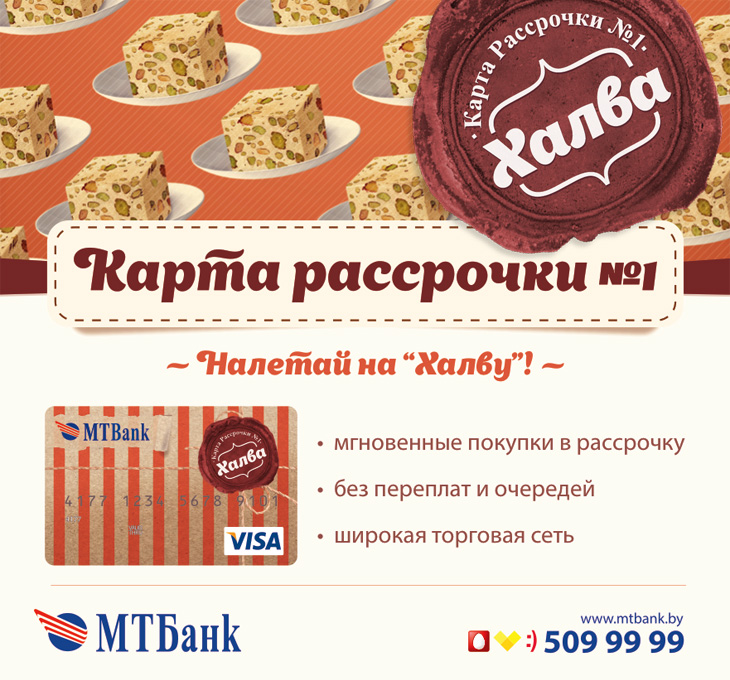 · Карта Рассрочки №1 ·
Халва
Карта рассрочки №1
~ Налетай на “Халву”! ~
MTBank
Карта Рассрочки №1
Халва
4177 1234 5678 9101
VISA
• мгновенные покупки в рассрочку
• без переплат и очередей
• широкая торговая сеть
МТБанк
www.mtbank.by
:) 509 99 99